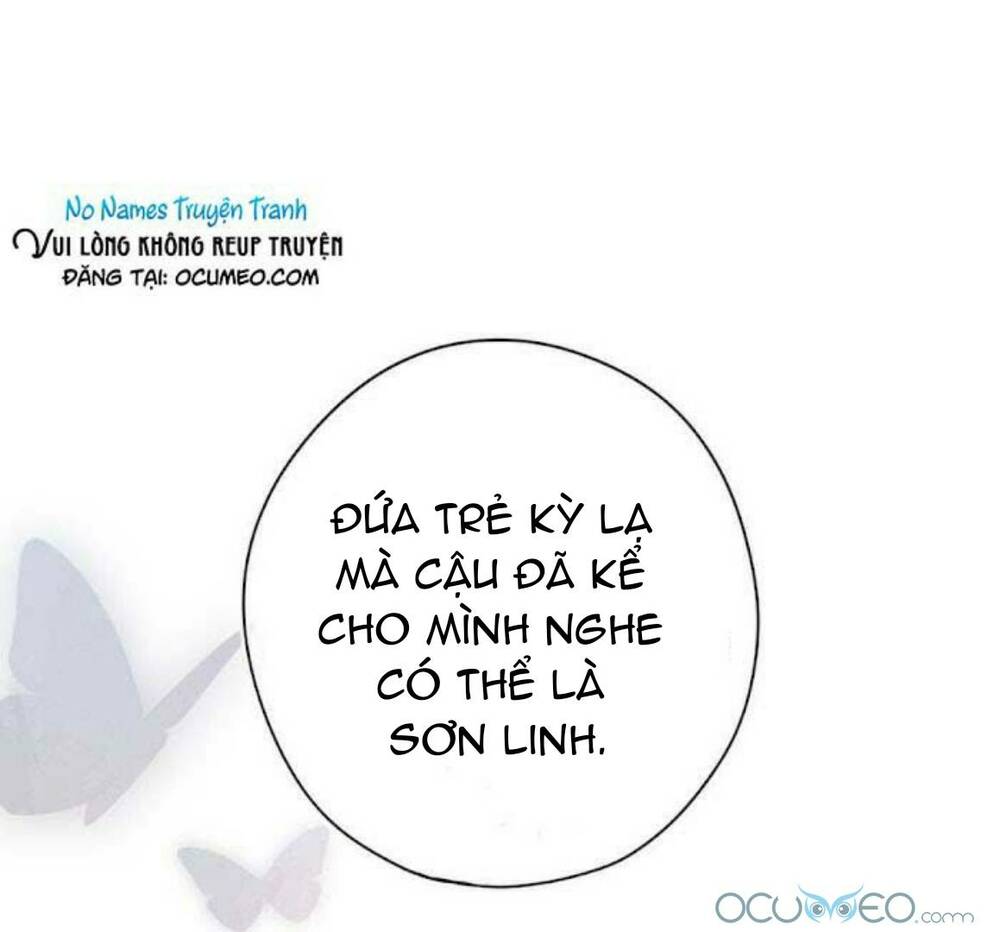 No Names Truyện Tranh
VUI LÒNG KHÔNG REUP TRUYỆN
ĐĂNG TẠI: OCUMEO.COM
ĐỨA TRẺ KỲ LẠ
MÀ CẬU ĐÃ KỂ
CHO MÌNH NGHE
CÓ THỂ LÀ
SƠN LINH.
OCUMEO.com